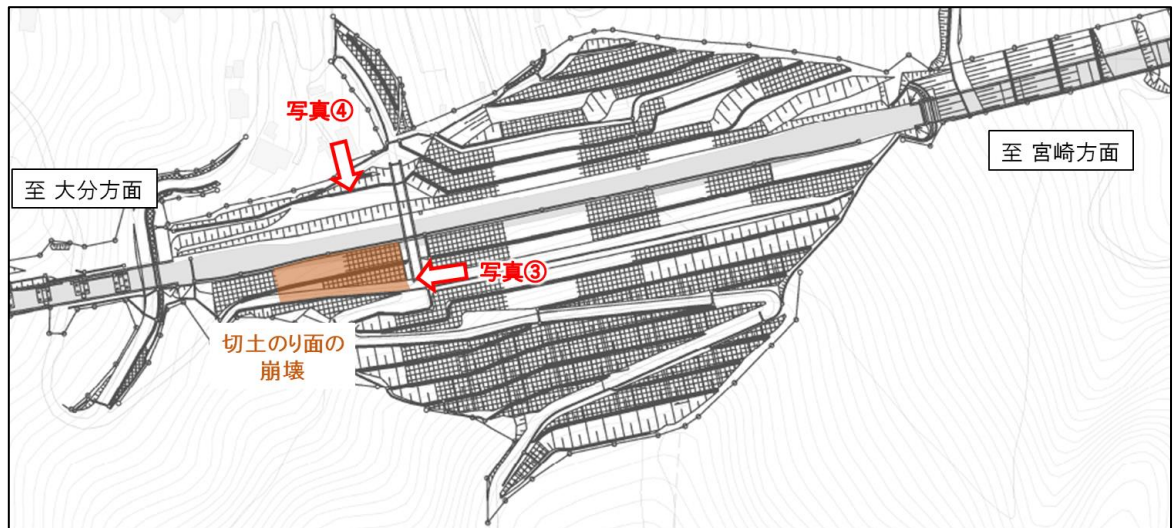 写真④
至 大分方面
至 宮崎方面
写真③
切土のり面の
崩壊